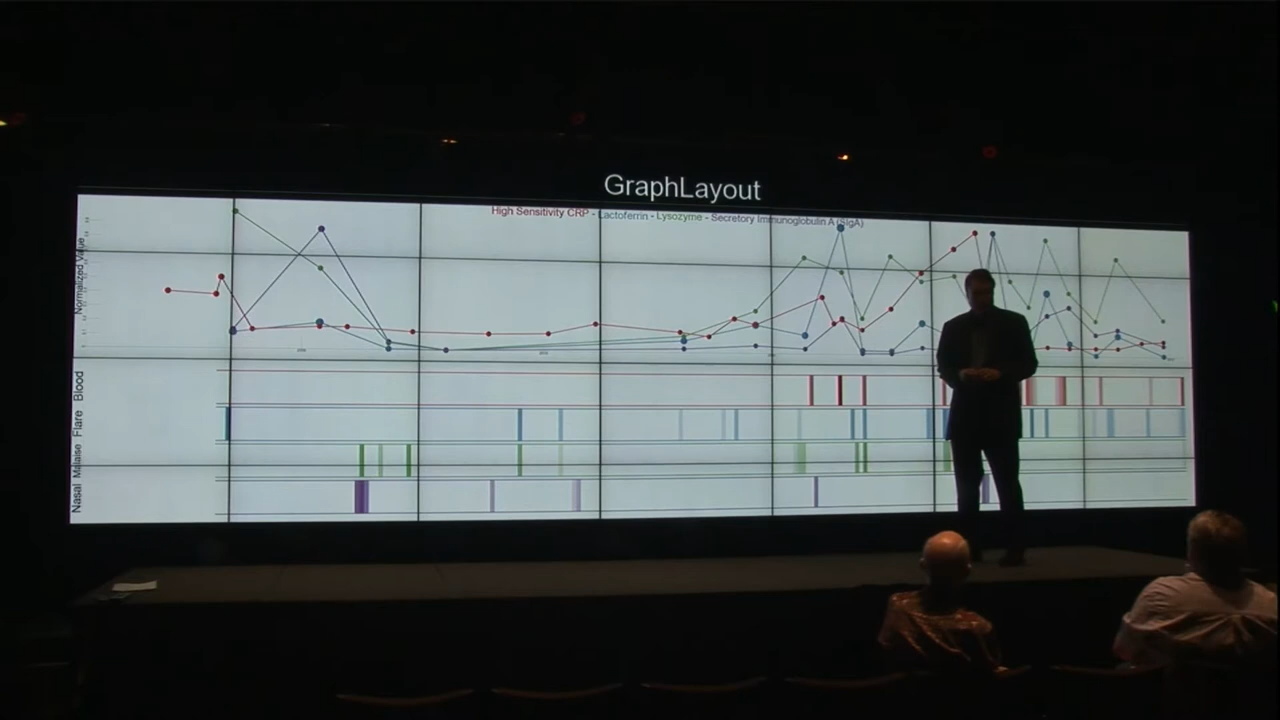 GraphLayout
High Sensitivity CRP - Lactoferrin - Lysozyme - Secretory Immunoglobulin A (SIgA)
Normalized Value
Blood
Flare
Malaise
Nasal